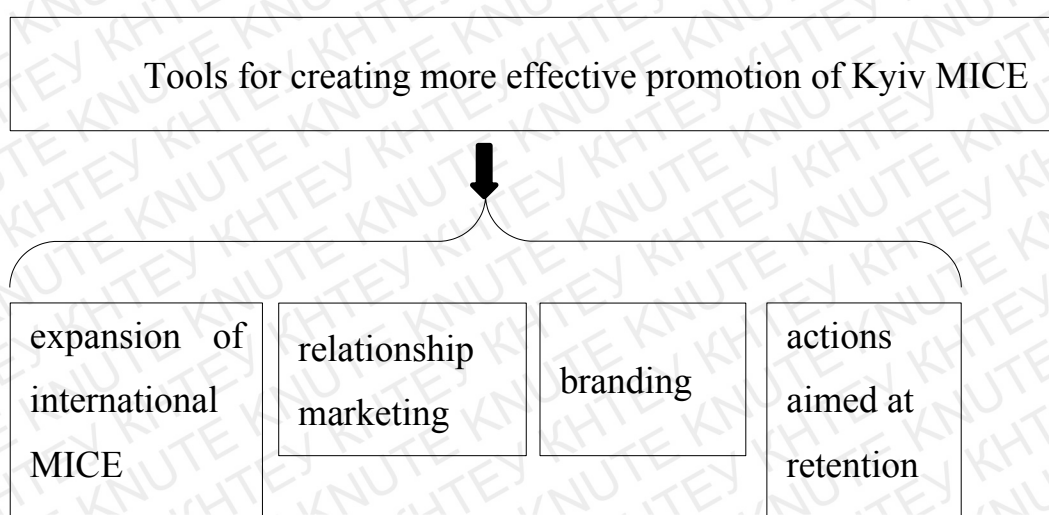 Tools for creating more effective promotion of Kyiv MICE
expansion of
international
MICE
relationship
marketing
branding
actions
aimed at
retention